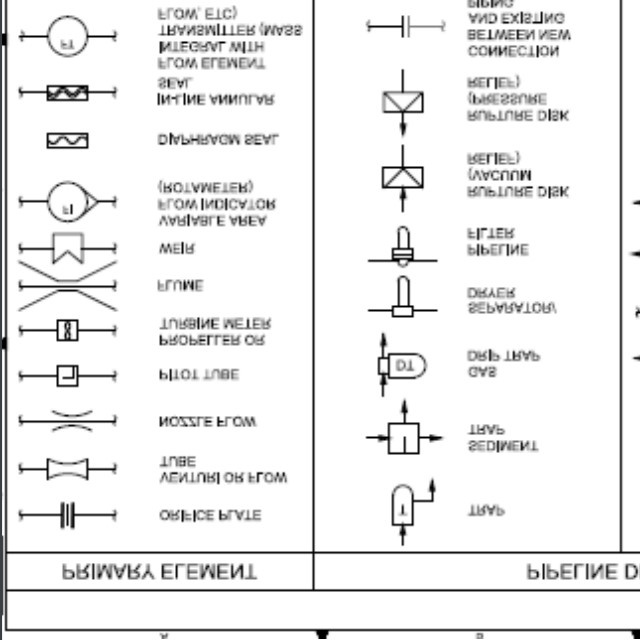 PRIMARY ELEMENT
ORIFICE PLATE
VENTURI OR FLOW
TUBE
NOZZLE FLOW
PITOT TUBE
PROPELLER OR
TURBINE METER
FLUME
WEIR
VARIABLE AREA
FLOW INDICATOR
(ROTAMETER)
FI
DIAPHRAGM SEAL
IN-LINE ANNULAR
SEAL
FLOW ELEMENT
INTEGRAL WITH
TRANSMITTER (MASS
FLOW, ETC)
FT
PIPELINE D
TRAP
T
SEDIMENT
TRAP
GAS
DRIP TRAP
DT
SEPARATOR/
DRYER
PIPELINE
FILTER
RUPTURE DISK
(VACUUM
RELIEF)
RUPTURE DISK
(PRESSURE
RELIEF)
CONNECTION
BETWEEN NEW
AND EXISTING
PIPING